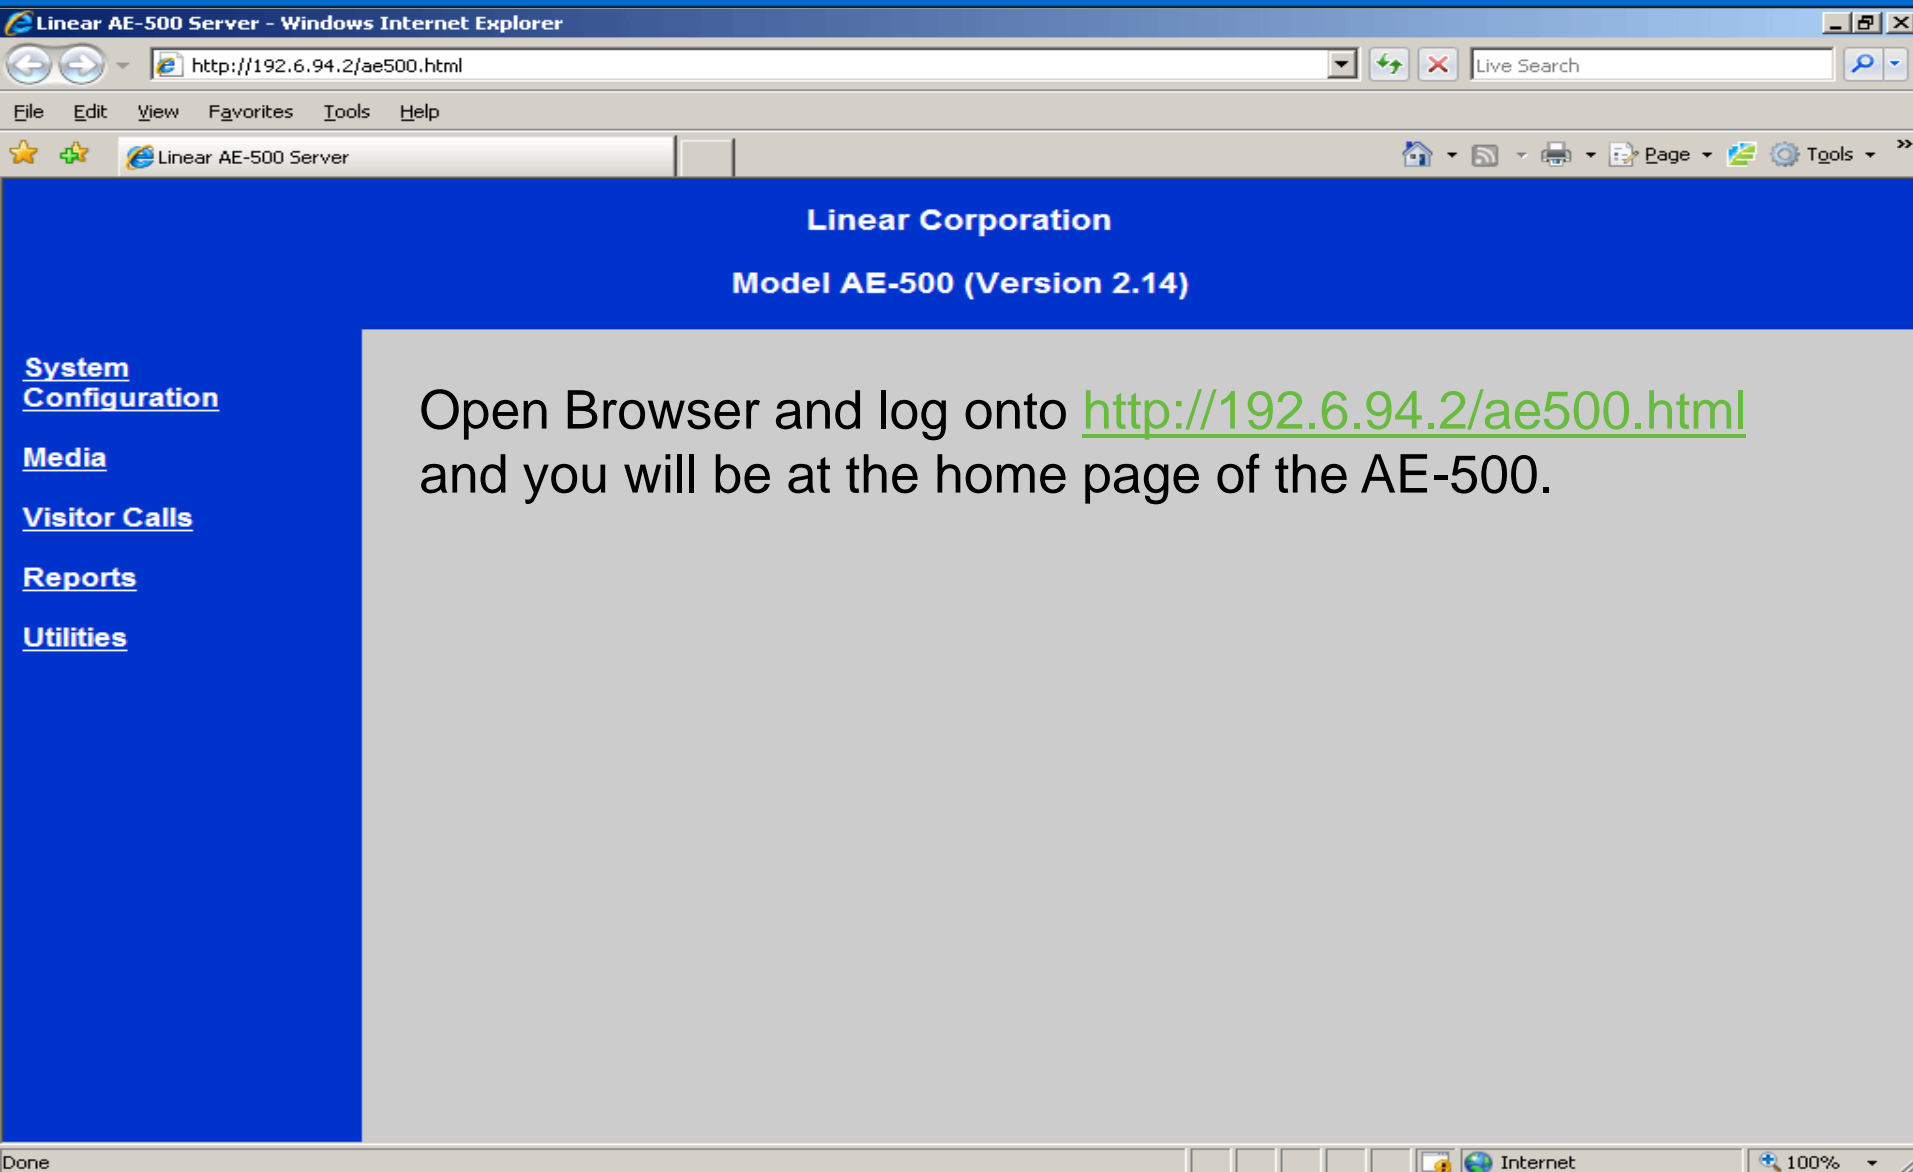 Linear AE-500 Server - Windows Internet Explorer
http://192.6.94.2/ae500.html
Live Search
File Edit View Favorites Tools Help
Linear AE-500 Server
Page Tools »
Linear Corporation
Model AE-500 (Version 2.14)
System
Configuration
Media
Visitor Calls
Reports
Utilities
Open Browser and log onto http://192.6.94.2/ae500.html
and you will be at the home page of the AE-500.
Done
Internet
100%